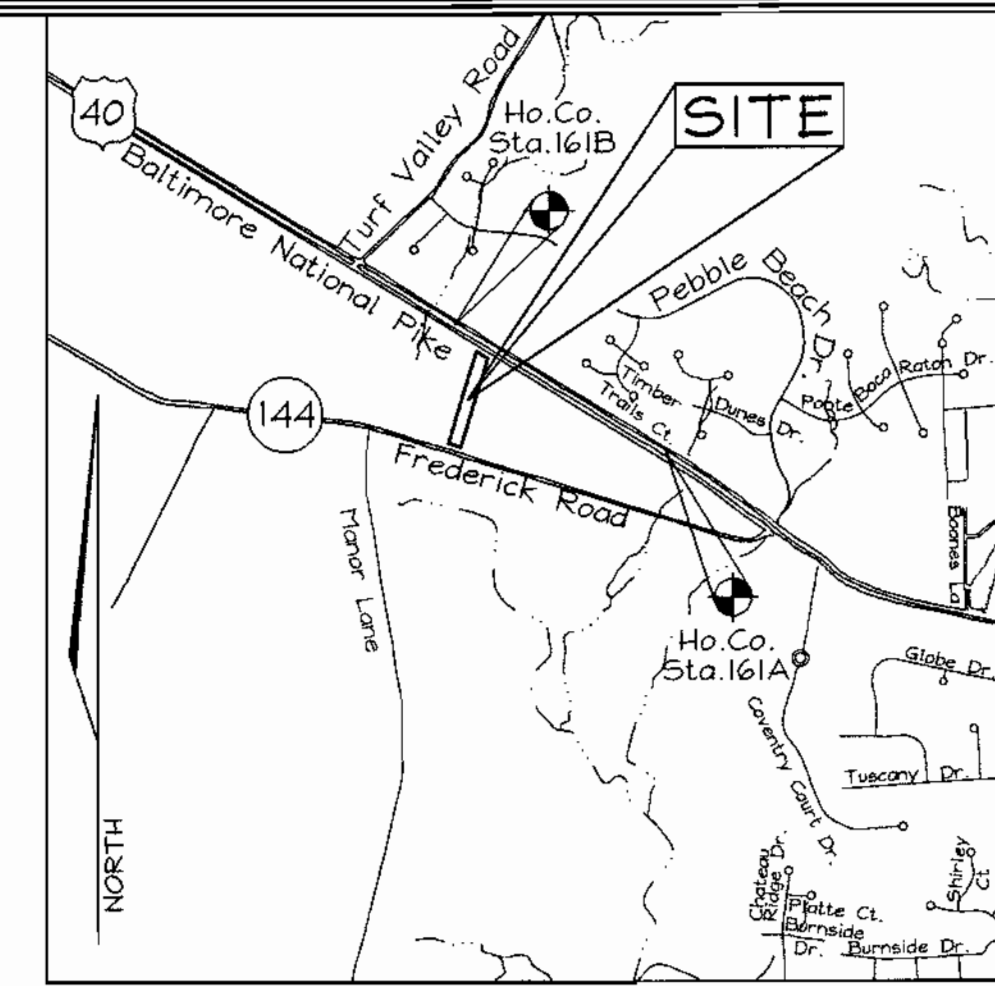 40
Baltimore National Pike
Turf Valley Road
Ho.Co.
Sta.161B
SITE
Pebble Beach Dr.
Timber
Trails Ct.
Dunes Dr.
Pointe
Boca Raton Dr.
144
Frederick Road
Manor Lane
Boones La
Ho.Co.
Sta.161A
Globe Dr.
Coventry Court Dr.
Tuscany Dr.
NORTH
Chateau
Ridge Dr.
Platte Ct.
Burnside
Dr.
Burnside Dr.
Shirley
Ct